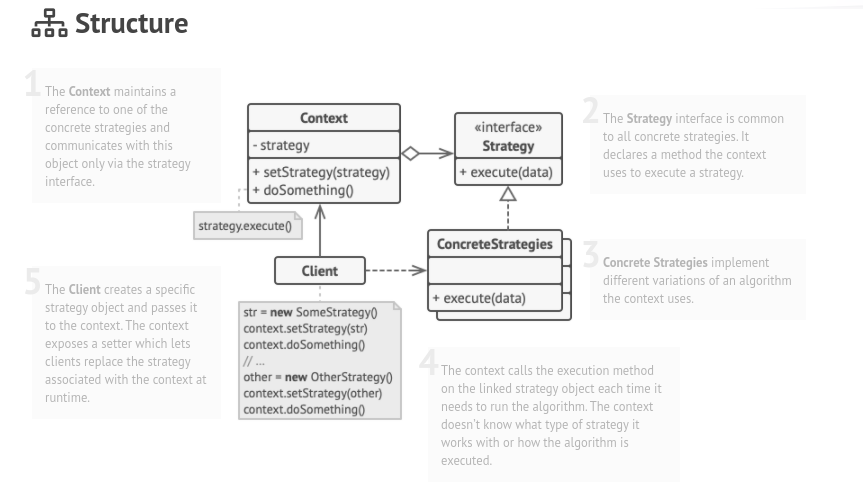 Structure
1
The Context maintains a
reference to one of the
concrete strategies and
communicates with this
object only via the strategy
interface.
Context
- strategy
+ setStrategy(strategy)
+ doSomething()
strategy.execute()
«interface»
Strategy
+ execute(data)
2
The Strategy interface is common
to all concrete strategies. It
declares a method the context
uses to execute a strategy.
ConcreteStrategies
+ execute(data)
3
Concrete Strategies implement
different variations of an algorithm
the context uses.
Client
str = new SomeStrategy()
context.setStrategy(str)
context.doSomething()
// ...
other = new OtherStrategy()
context.setStrategy(other)
context.doSomething()
4
The context calls the execution method
on the linked strategy object each time it
needs to run the algorithm. The context
doesn't know what type of strategy it
works with or how the algorithm is
executed.
5
The Client creates a specific
strategy object and passes it
to the context. The context
exposes a setter which lets
clients replace the strategy
associated with the context at
runtime.